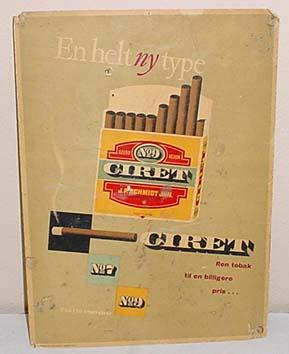 En helt ny type
No9
CIRET
J.P. SCHMIDT JUN.
CIRET
Ren tobak
til en billigere
pris...
No7
No9